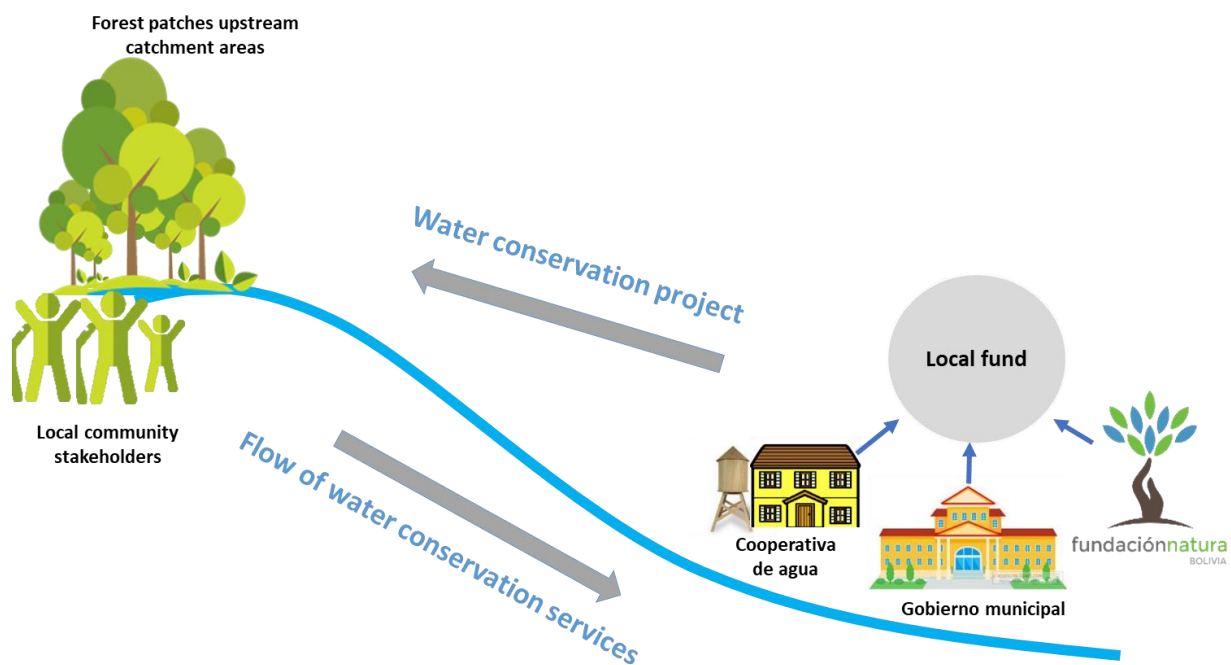 Forest patches upstream
catchment areas
Water conservation project
Local fund
Local community
stakeholders
Flow of water conservation services
Cooperativa
de agua
Gobierno municipal
fundaciónnatura
BOLIVIA